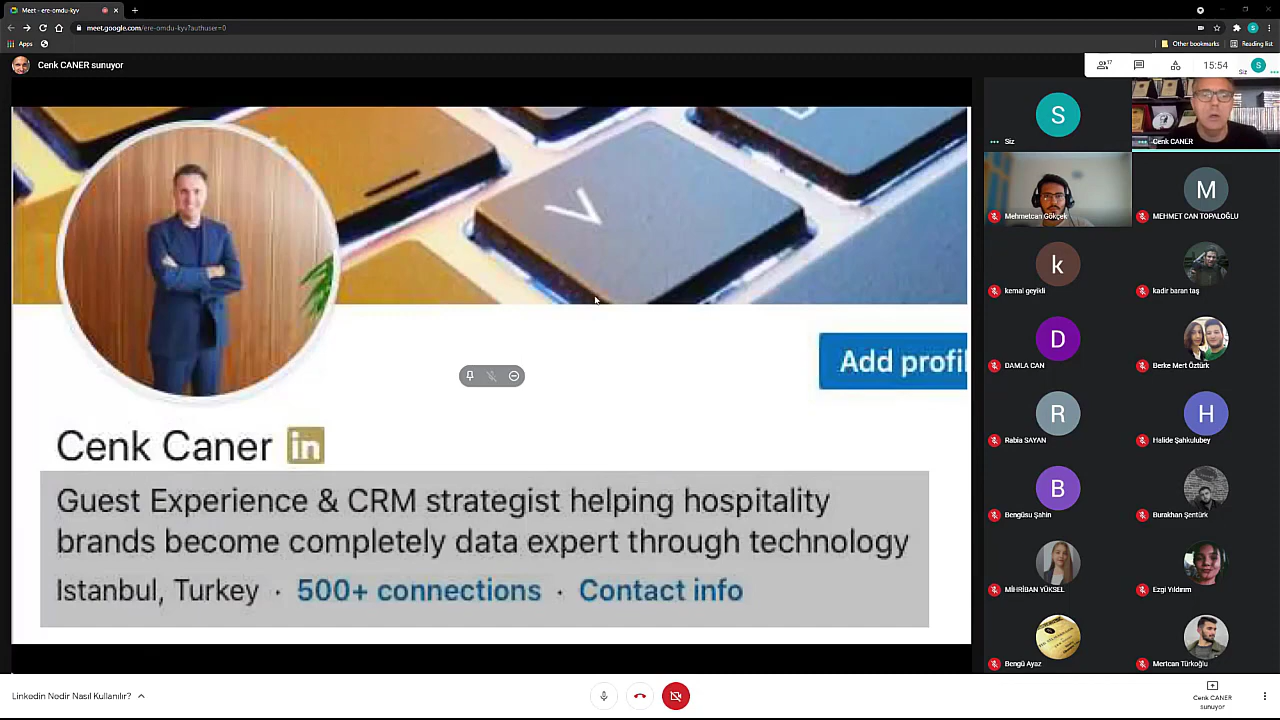 Meet - ere-omdu-kyv
meet.google.com/ere-omdu-kyv?authuser=0
Apps
Other bookmarks
Reading list
Cenk CANER sunuyor
17
15:54
Siz
S
S
Siz
Cenk CANER
Mehmetcan Gökçek
M
MEHMET CAN TOPALOĞLU
k
kemal geyikli
kadir baran taş
D
DAMLA CAN
Berke Mert Öztürk
R
Rabia SAYAN
H
Halide Şahkulubey
B
Bengüsu Şahin
Burakhan Şentürk
MİHRİBAN YÜKSEL
Ezgi Yıldırım
Bengü Ayaz
Mertcan Türkoğlu
V
Add profil
Cenk Caner in
Guest Experience & CRM strategist helping hospitality
brands become completely data expert through technology
Istanbul, Turkey · 500+ connections · Contact info
Linkedin Nedir Nasıl Kullanılır?
Cenk CANER
sunuyor